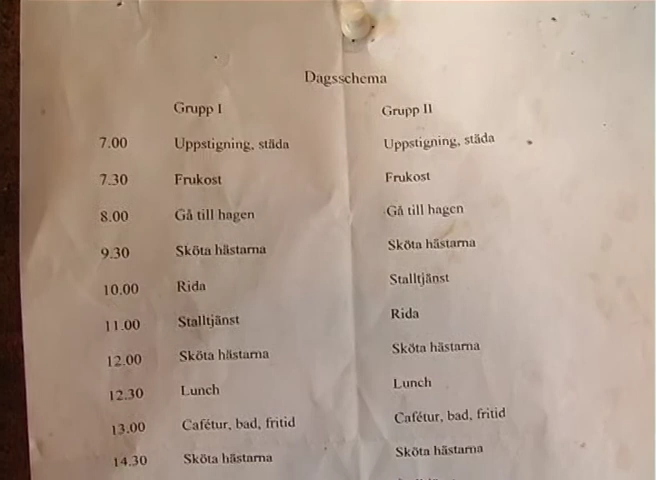 Dagsschema
Grupp I Grupp II
7.00 Uppstigning, städa Uppstigning, städa
7.30 Frukost Frukost
8.00 Gå till hagen Gå till hagen
9.30 Sköta hästarna Sköta hästarna
10.00 Rida Stalltjänst
11.00 Stalltjänst Rida
12.00 Sköta hästarna Sköta hästarna
12.30 Lunch Lunch
13.00 Cafétur, bad, fritid Cafétur, bad, fritid
14.30 Sköta hästarna Sköta hästarna